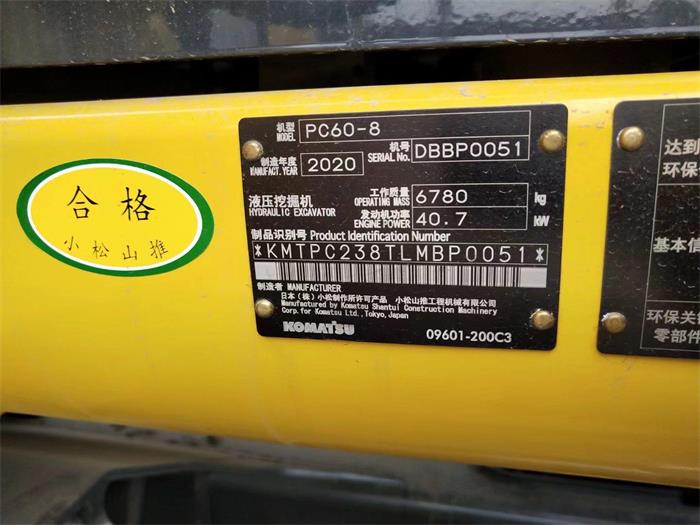 合格
小松山推
机型 MODEL PC60-8
机号 SERIAL No. DBBP0051
制造年度 MANUFACT. YEAR 2020
液压挖掘机 HYDRAULIC EXCAVATOR
工作质量 OPERATING MASS 6780 kg
发动机功率 ENGINE POWER 40.7 kW
制品识别号 Product Identification Number
*KMTPC238TLMBP0051*
制造者 MANUFACTURER
日本(株)小松制作所许可产品 小松山推工程机械有限公司
Manufactured by Komatsu Shantui Construction Machinery
Corp. for Komatsu Ltd., Tokyo, Japan
KOMATSU 09601-200C3
达到
环保
基本信
环保关
零部件